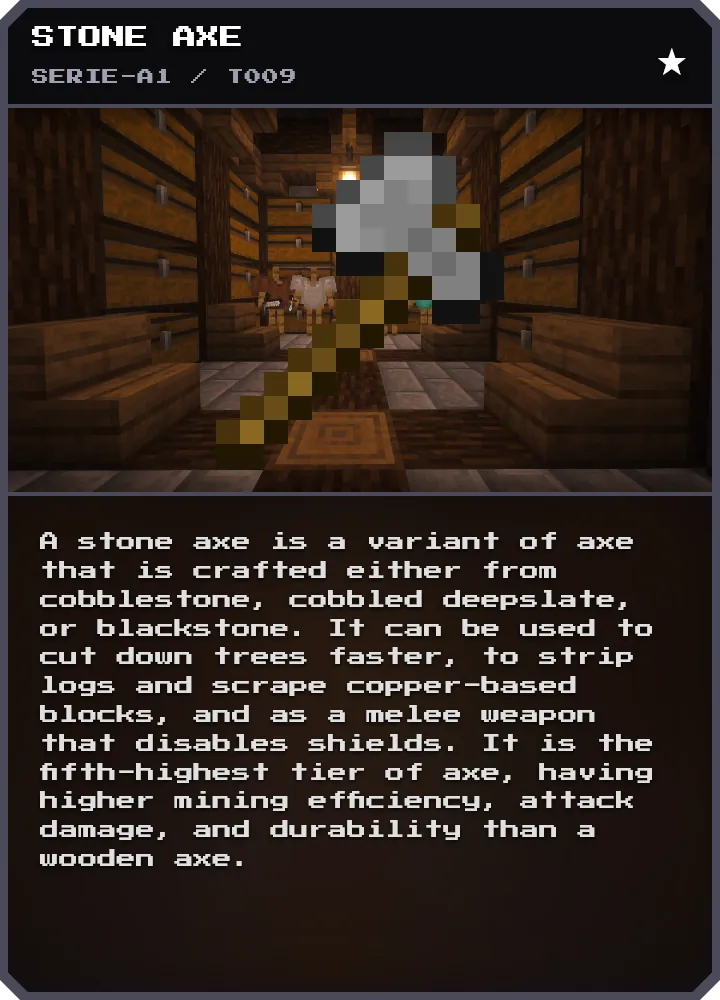 STONE AXE
SERIE-A1 / T009
★
A stone axe is a variant of axe
that is crafted either from
cobblestone, cobbled deepslate,
or blackstone. It can be used to
cut down trees faster, to strip
logs and scrape copper-based
blocks, and as a melee weapon
that disables shields. It is the
fifth-highest tier of axe, having
higher mining efficiency, attack
damage, and durability than a
wooden axe.